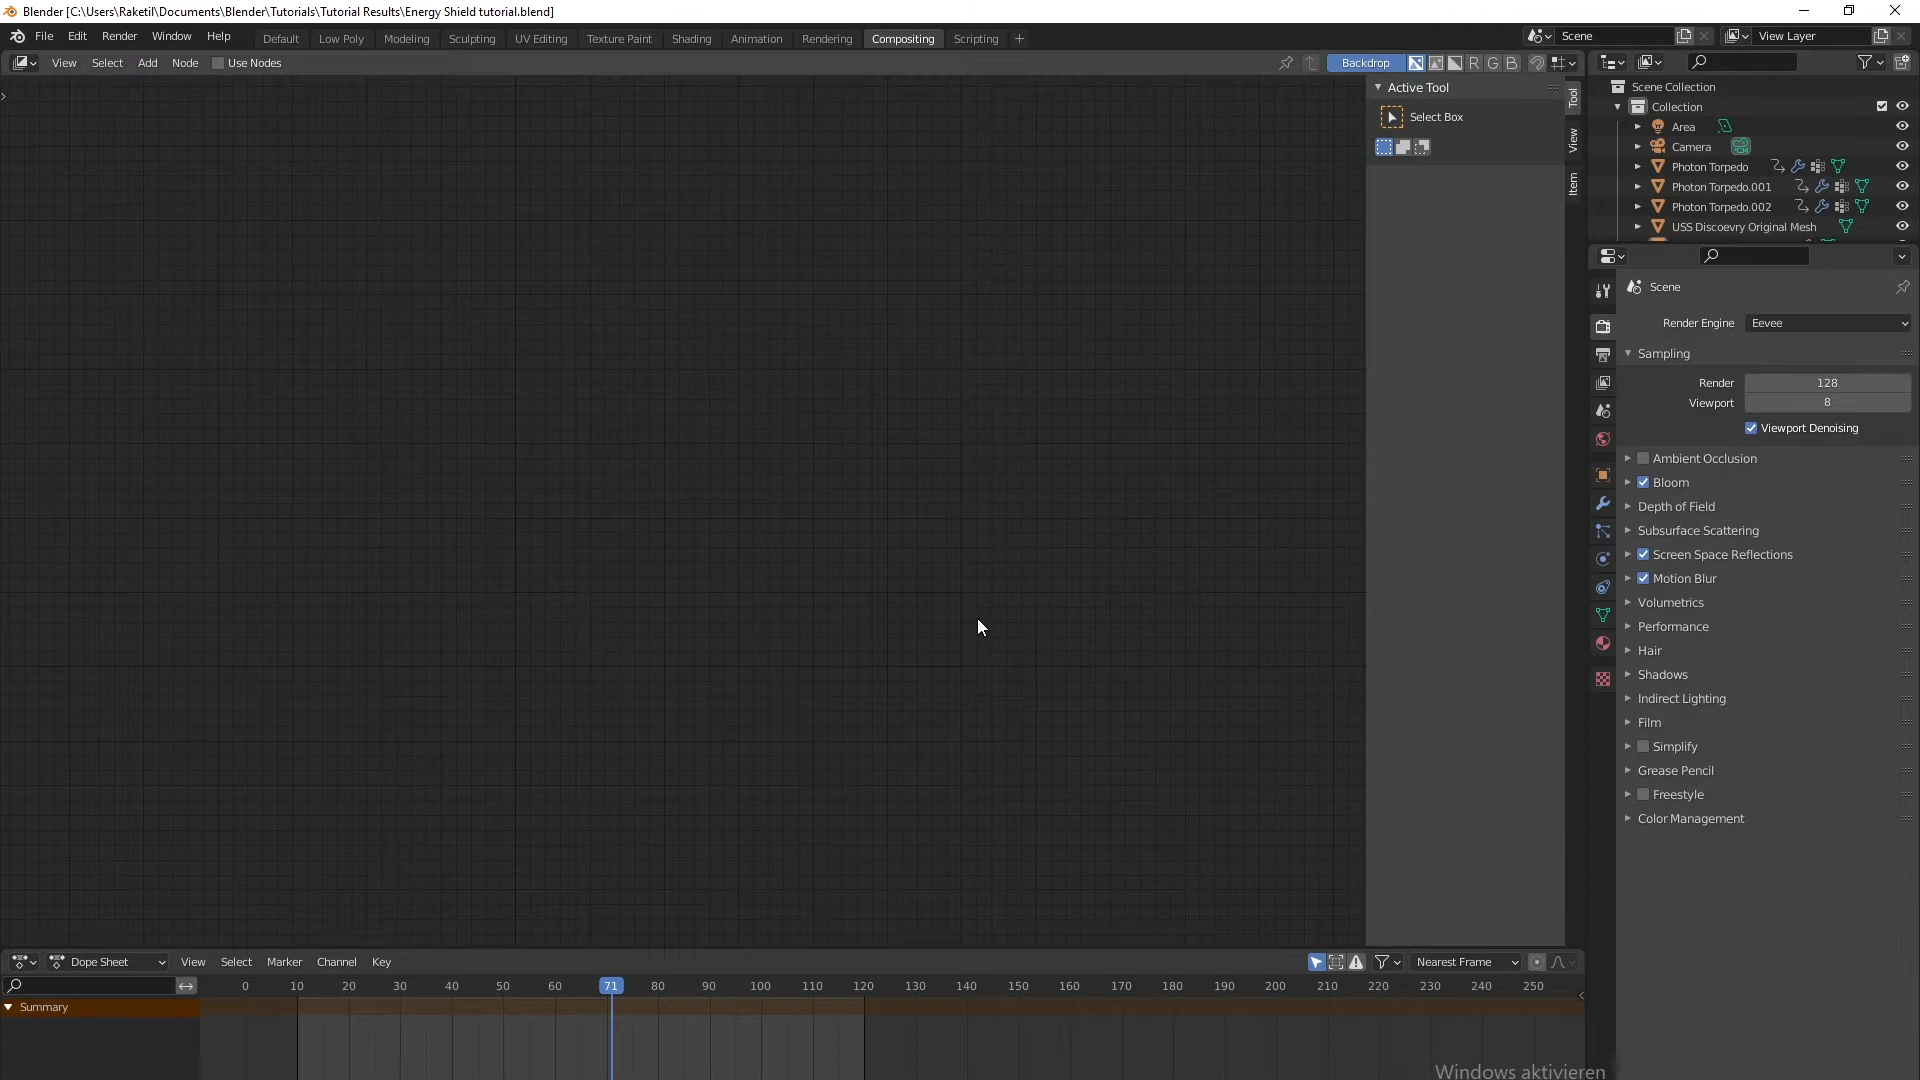 Blender [C:\Users\Raketil\Documents\Blender\Tutorials\Tutorial Results\Energy Shield tutorial.blend]
File Edit Render Window Help Default Low Poly Modeling Sculpting UV Editing Texture Paint Shading Animation Rendering Compositing Scripting + Scene View Layer
View Select Add Node Use Nodes Backdrop R G B
Active Tool
Select Box
Tool
View
Item
Scene Collection
Collection
Area
Camera
Photon Torpedo
Photon Torpedo.001
Photon Torpedo.002
USS Discoevry Original Mesh
Scene
Render Engine Eevee
Sampling
Render 128
Viewport 8
Viewport Denoising
Ambient Occlusion
Bloom
Depth of Field
Subsurface Scattering
Screen Space Reflections
Motion Blur
Volumetrics
Performance
Hair
Shadows
Indirect Lighting
Film
Simplify
Grease Pencil
Freestyle
Color Management
Dope Sheet View Select Marker Channel Key Nearest Frame
0 10 20 30 40 50 60 71 80 90 100 110 120 130 140 150 160 170 180 190 200 210 220 230 240 250
Summary
Windows aktivieren